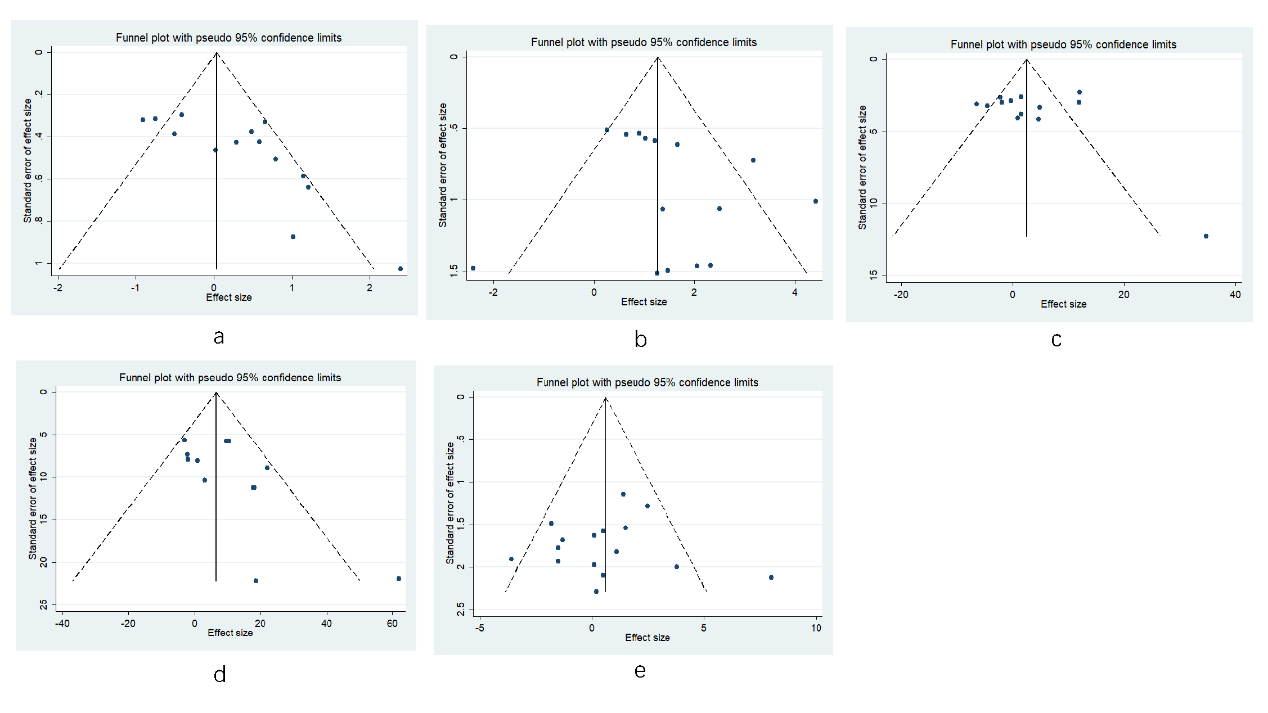 Funnel plot with pseudo 95% confidence limits
Standard error of effect size
0
.2
.4
.6
.8
1
-2
-1
0
1
2
Effect size
a
Funnel plot with pseudo 95% confidence limits
Standard error of effect size
0
.5
1
1.5
-2
0
2
4
Effect size
b
Funnel plot with pseudo 95% confidence limits
Standard error of effect size
0
5
10
15
-20
0
20
40
Effect size
c
Funnel plot with pseudo 95% confidence limits
Standard error of effect size
0
5
10
15
20
25
-40
-20
0
20
40
60
Effect size
d
Funnel plot with pseudo 95% confidence limits
Standard error of effect size
0
.5
1
1.5
2
2.5
-5
0
5
10
Effect size
e